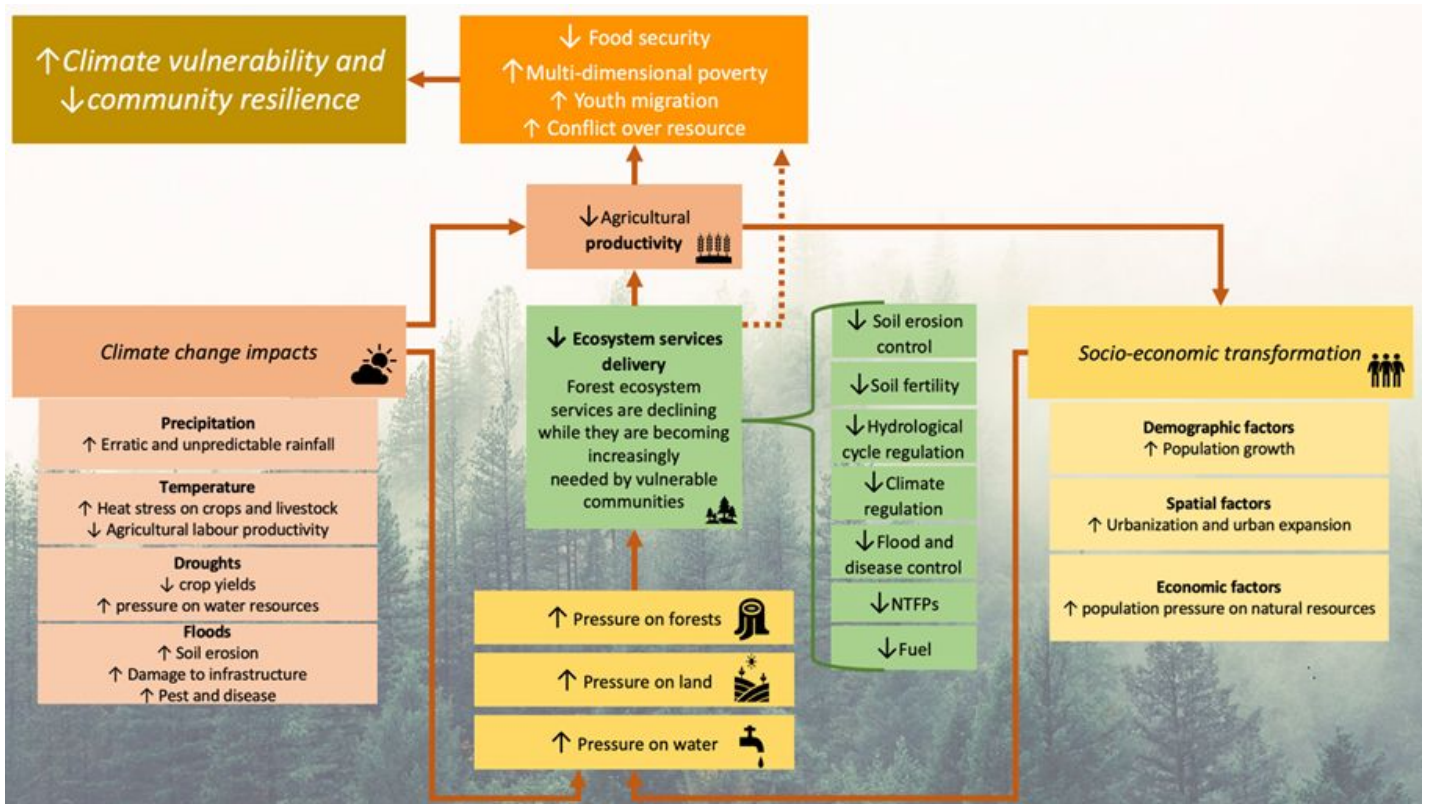 ↑Climate vulnerability and
↓community resilience
↓ Food security
↑Multi-dimensional poverty
↑ Youth migration
↑ Conflict over resource
↓Agricultural
productivity
Climate change impacts
Precipitation
↑ Erratic and unpredictable rainfall
Temperature
↑ Heat stress on crops and livestock
↓ Agricultural labour productivity
Droughts
↓ crop yields
↑ pressure on water resources
Floods
↑ Soil erosion
↑ Damage to infrastructure
↑ Pest and disease
↓ Ecosystem services
delivery
Forest ecosystem
services are declining
while they are becoming
increasingly
needed by vulnerable
communities
↓ Soil erosion
control
↓ Soil fertility
↓Hydrological
cycle regulation
↓Climate
regulation
↓Flood and
disease control
↓NTFPs
↓Fuel
↑ Pressure on forests
↑ Pressure on land
↑ Pressure on water
Socio-economic transformation
Demographic factors
↑ Population growth
Spatial factors
↑ Urbanization and urban expansion
Economic factors
↑ population pressure on natural resources